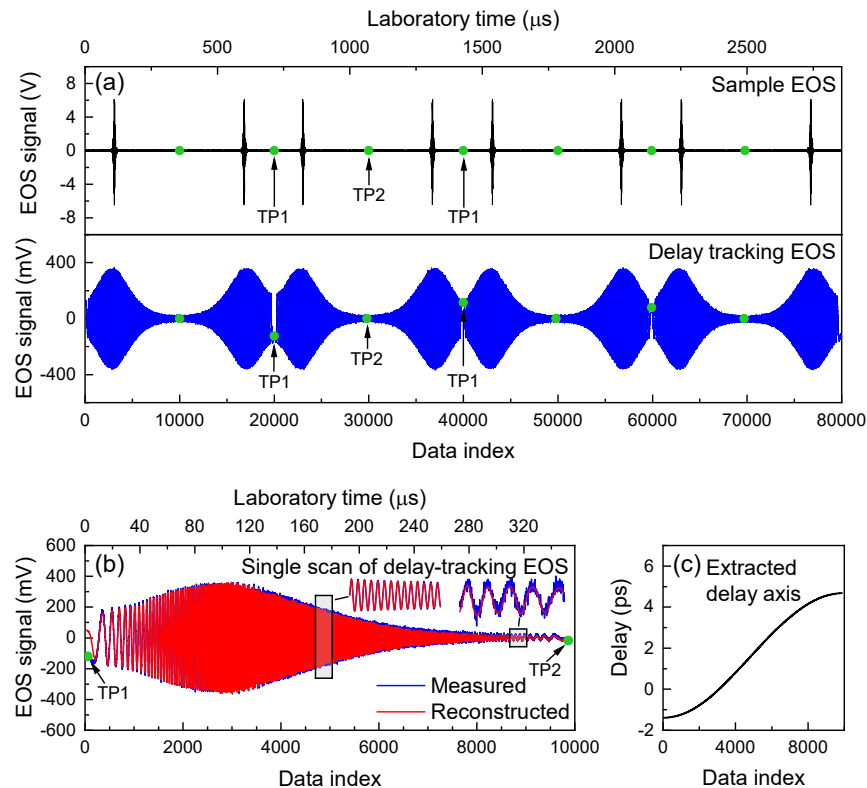 Laboratory time (μs)
0 500 1000 1500 2000 2500
(a)
Sample EOS
EOS signal (V)
8
4
0
-4
-8
TP1
TP2
TP1
Delay tracking EOS
EOS signal (mV)
400
0
-400
TP1
TP2
TP1
0 10000 20000 30000 40000 50000 60000 70000 80000
Data index
Laboratory time (μs)
0 40 80 120 160 200 240 280 320
(b)
Single scan of delay-tracking EOS
EOS signal (mV)
600
400
200
0
-200
-400
-600
TP1
TP2
Measured
Reconstructed
0 2000 4000 6000 8000 10000
Data index
(c)
Extracted
delay axis
Delay (ps)
6
4
2
0
-2
0 4000 8000
Data index